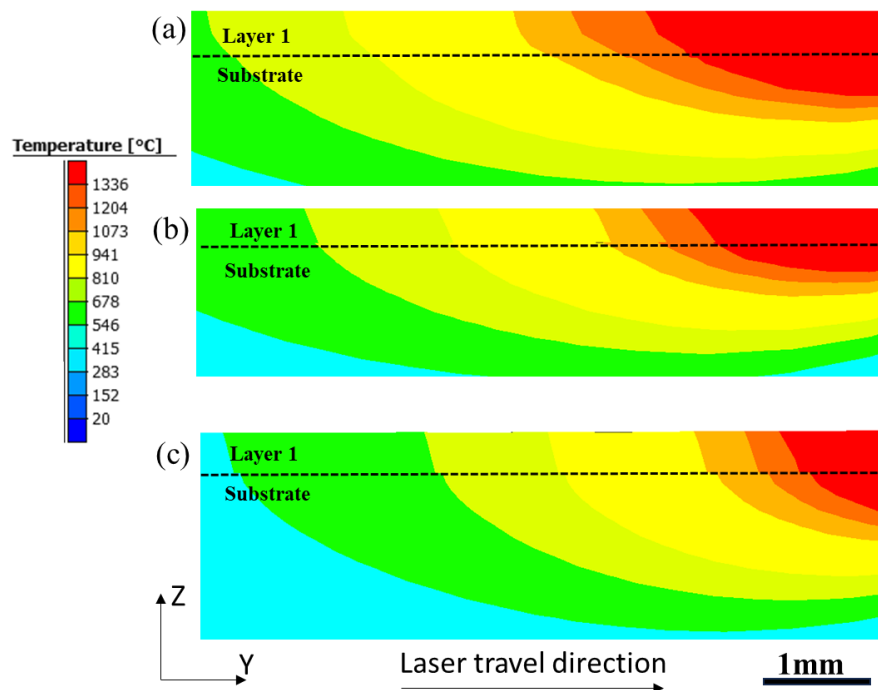 (a)
Layer 1
Substrate
Temperature [°C]
1336
1204
1073
941
810
678
546
415
283
152
20
(b)
Layer 1
Substrate
(c)
Layer 1
Substrate
Z
Y
Laser travel direction
1mm